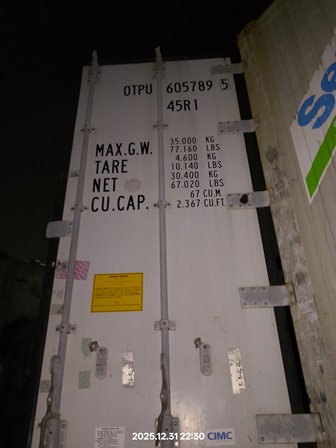 OTPU 605789 5
45R1
MAX.G.W. 35.000 KG
77.160 LBS
TARE 4.600 KG
10.140 LBS
NET 30.400 KG
67.020 LBS
CU.CAP. 67 CU.M.
2.367 CU.FT.
2025.12.31 22:30
CIMC